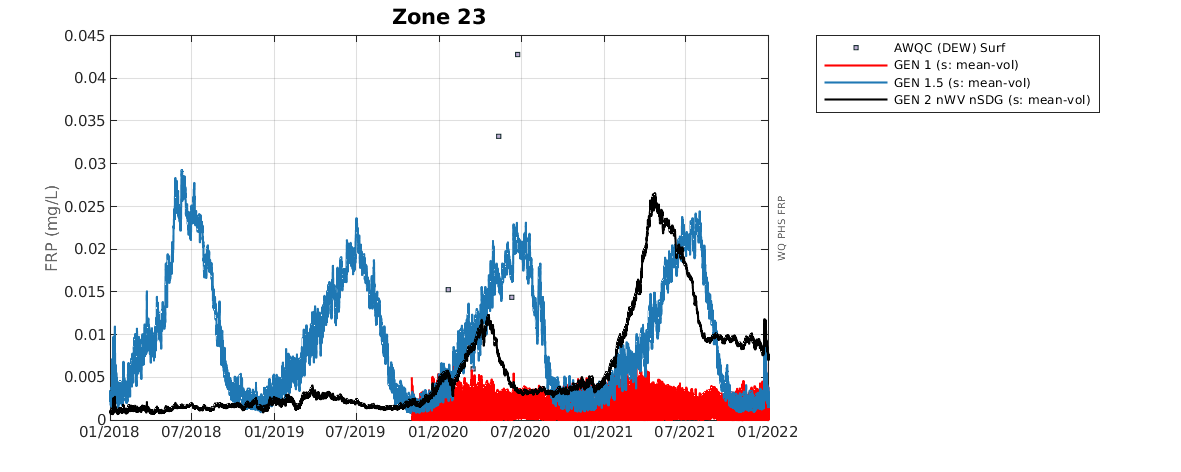 Zone 23
0.045
0.04
0.035
0.03
0.025
0.02
0.015
0.01
0.005
0
FRP (mg/L)
01/2018 07/2018 01/2019 07/2019 01/2020 07/2020 01/2021 07/2021 01/2022
WQ PHS FRP
AWQC (DEW) Surf
GEN 1 (s: mean-vol)
GEN 1.5 (s: mean-vol)
GEN 2 nWV nSDG (s: mean-vol)